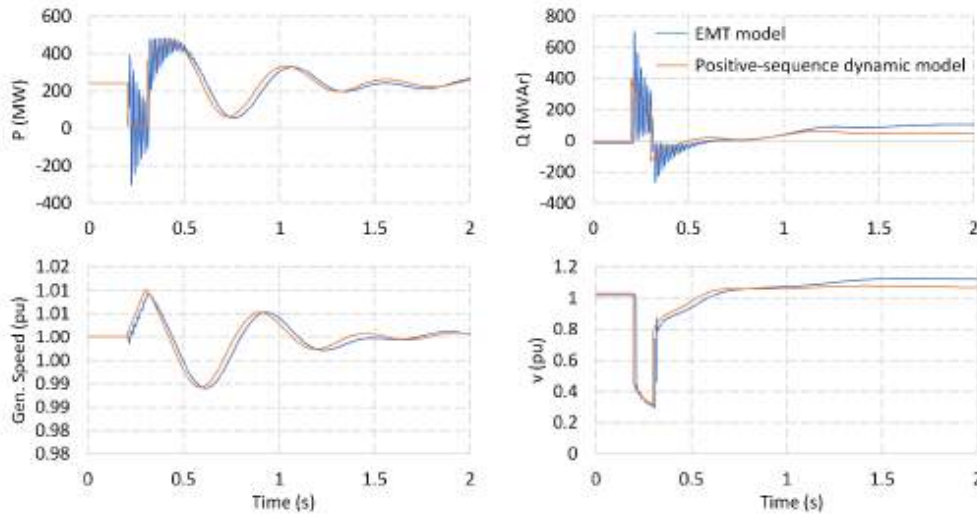 600
400
200
0
-200
-400
P (MW)
0 0.5 1 1.5 2
800
600
400
200
0
-200
-400
Q (MVAr)
EMT model
Positive-sequence dynamic model
0 0.5 1 1.5 2
1.02
1.01
1.01
1.00
1.00
0.99
0.99
0.98
0.98
Gen. Speed (pu)
0 0.5 1 1.5 2
Time (s)
1.2
1
0.8
0.6
0.4
0.2
0
v (pu)
0 0.5 1 1.5 2
Time (s)